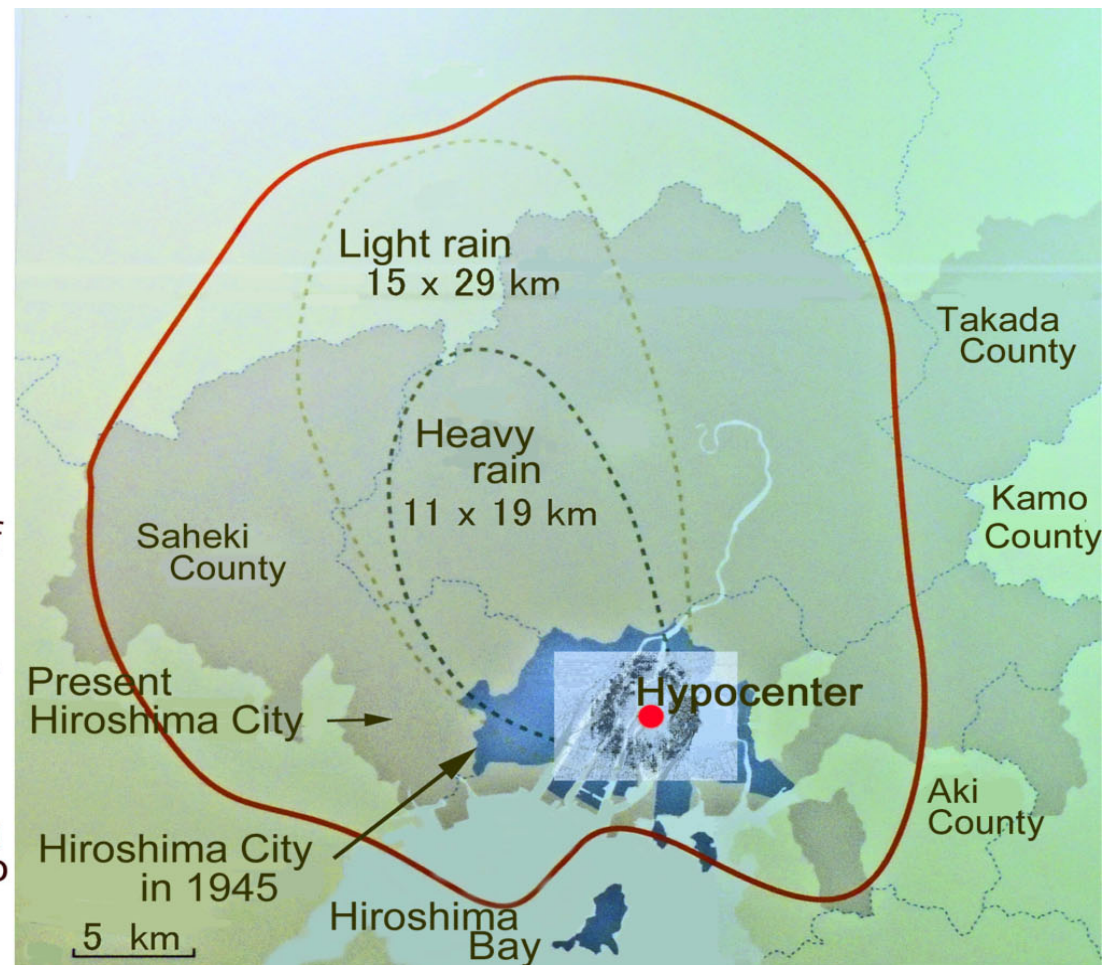 Light rain
15 x 29 km
Takada
County
Heavy
rain
11 x 19 km
Kamo
County
Saheki
County
Present
Hiroshima City
Hypocenter
Aki
County
Hiroshima City
in 1945
Hiroshima
Bay
5 km